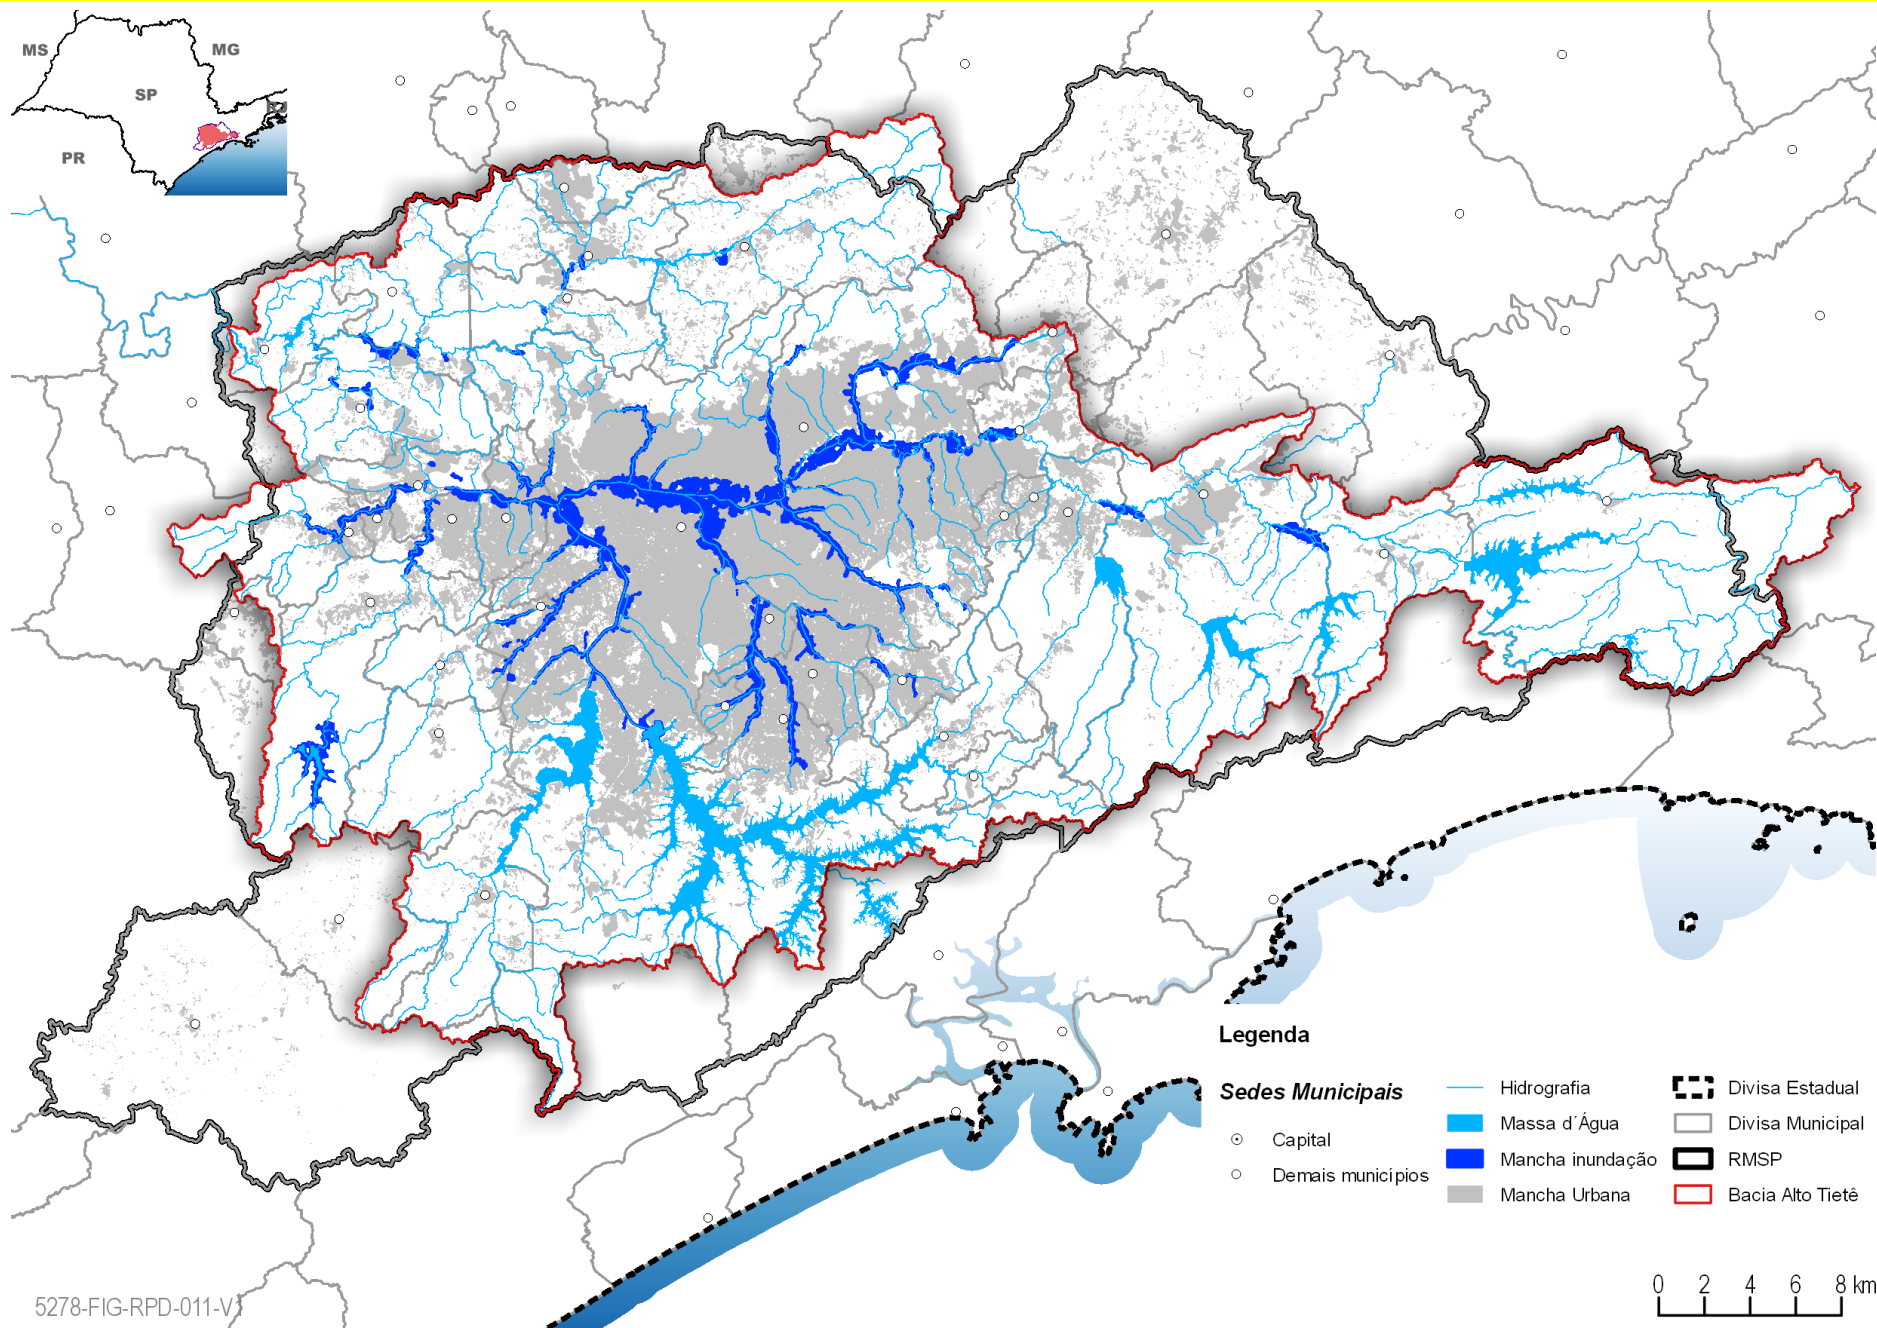 MS
MG
SP
RJ
PR
Legenda
Sedes Municipais
Capital
Demais municípios
Hidrografia
Massa d´Água
Mancha inundação
Mancha Urbana
Divisa Estadual
Divisa Municipal
RMSP
Bacia Alto Tietê
0 2 4 6 8 km
5278-FIG-RPD-011-V1